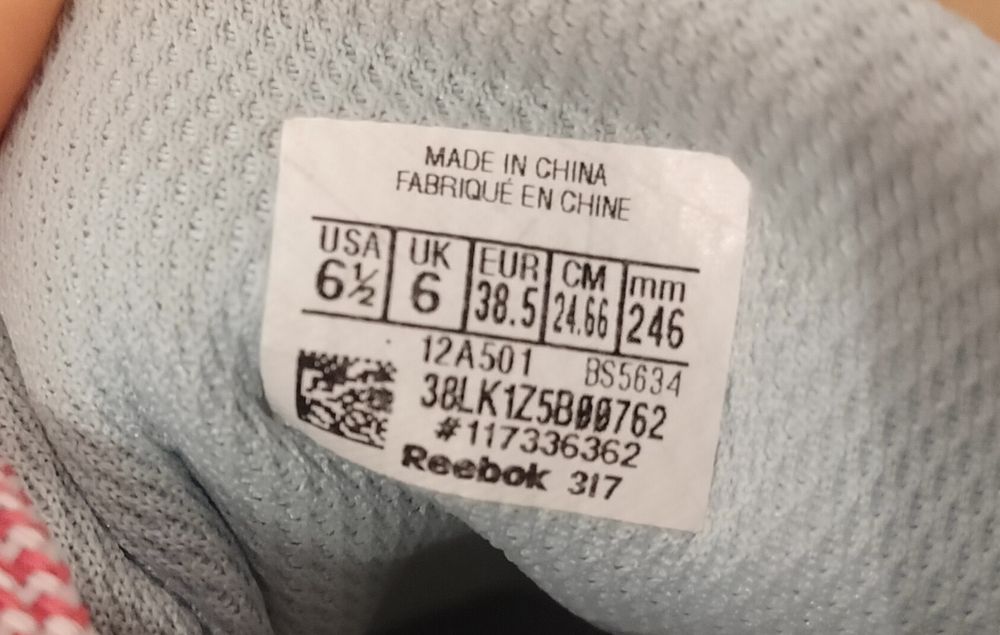 MADE IN CHINA
FABRIQUÉ EN CHINE
USA UK EUR CM mm
6½ 6 38.5 24.66 246
12A501 BS5634
38LK1Z5B00762
#117336362
Reebok 317